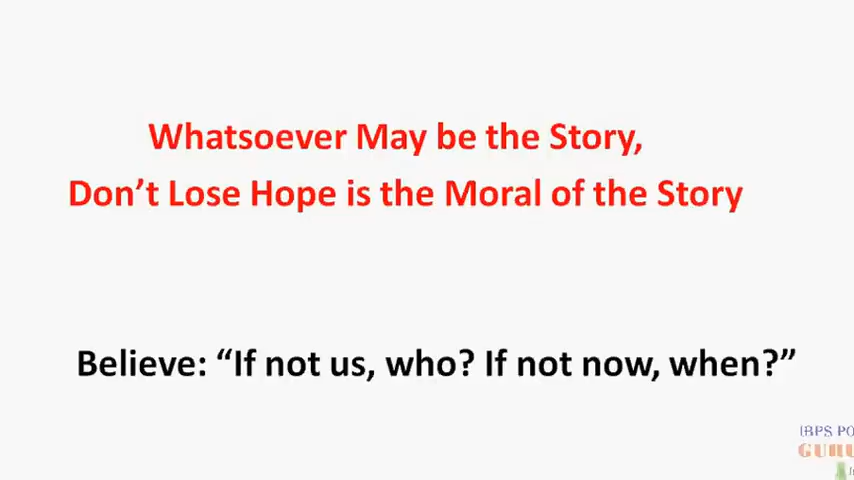 Whatsoever May be the Story,
Don't Lose Hope is the Moral of the Story
Believe: “If not us, who? If not now, when?”
IBPS PO